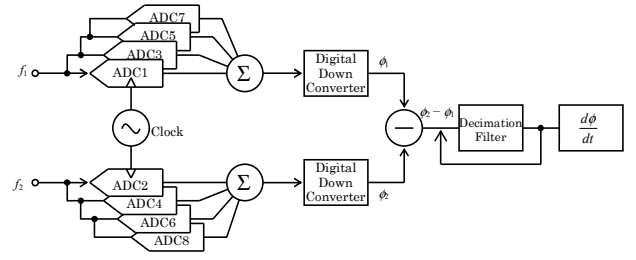 ADC7
ADC5
ADC3
ADC1
f₁
Σ
Digital
Down
Converter
ϕ₁
Clock
ϕ₂ − ϕ₁
Decimation
Filter
dϕ
dt
f₂
ADC2
ADC4
ADC6
ADC8
Σ
Digital
Down
Converter
ϕ₂